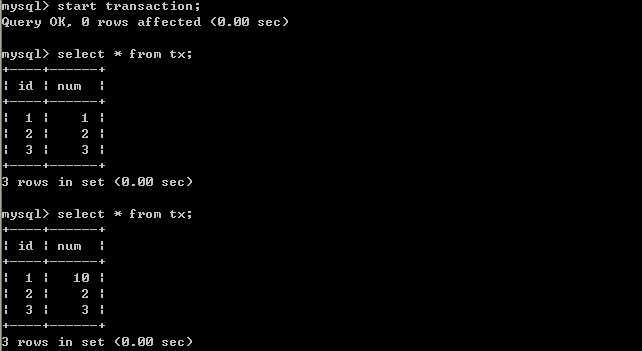 mysql> start transaction;
Query OK, 0 rows affected (0.00 sec)
mysql> select * from tx;
+----+------+
| id | num  |
+----+------+
|  1 |    1 |
|  2 |    2 |
|  3 |    3 |
+----+------+
3 rows in set (0.00 sec)
mysql> select * from tx;
+----+------+
| id | num  |
+----+------+
|  1 |   10 |
|  2 |    2 |
|  3 |    3 |
+----+------+
3 rows in set (0.00 sec)